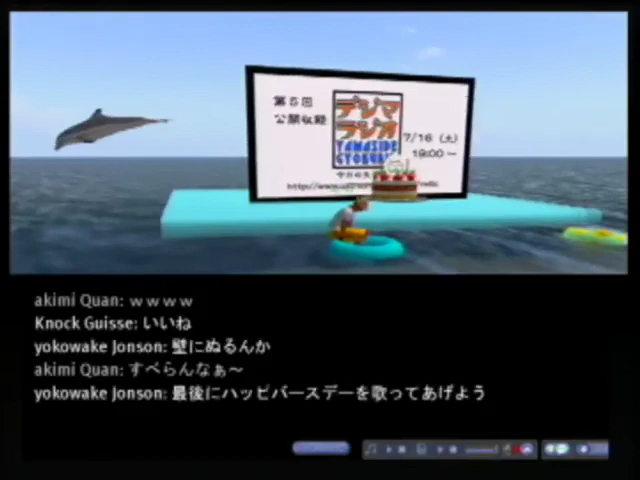 第5回
公開収録
デジマ
ラジオ
YAMASIDE
7/16（土）
19:00～
akimi Quan: ｗｗｗｗ
Knock Guisse: いいね
yokowake Jonson: 壁にぬるんか
akimi Quan: すべらんなぁ～
yokowake Jonson: 最後にハッピバースデーを歌ってあげよう